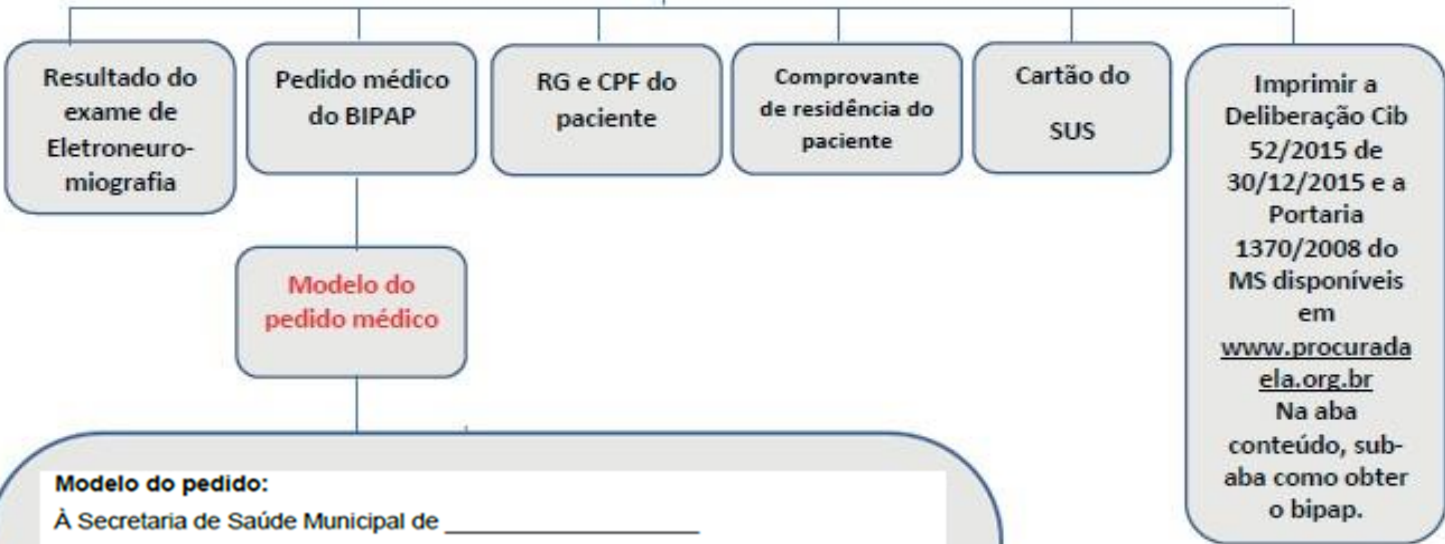 Resultado do
exame de
Eletroneuro-
miografia
Pedido médico
do BIPAP
RG e CPF do
paciente
Comprovante
de residência do
paciente
Cartão do
SUS
Imprimir a
Deliberação Cib
52/2015 de
30/12/2015 e a
Portaria
1370/2008 do
MS disponíveis
em
www.procurada
ela.org.br
Na aba
conteúdo, sub-
aba como obter
o bipap.
Modelo do
pedido médico
Modelo do pedido:
À Secretaria de Saúde Municipal de ____________________